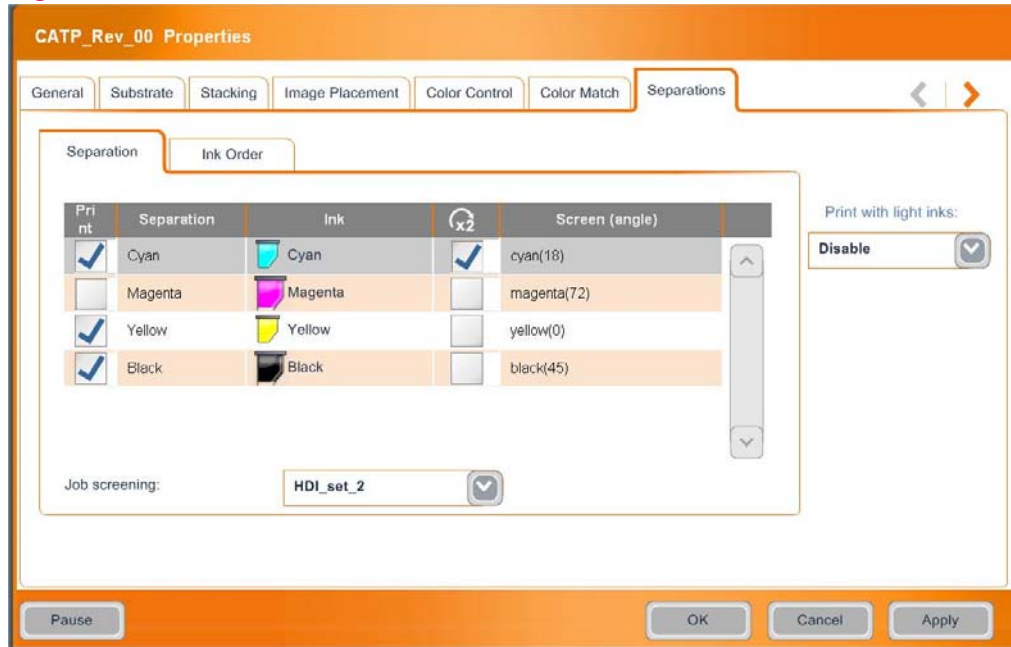 CATP_Rev_00 Properties
General Substrate Stacking Image Placement Color Control Color Match Separations
Separation Ink Order
Print Separation Ink x2 Screen (angle)
Cyan Cyan cyan(18)
Magenta Magenta magenta(72)
Yellow Yellow yellow(0)
Black Black black(45)
Print with light inks:
Disable
Job screening: HDI_set_2
Pause OK Cancel Apply